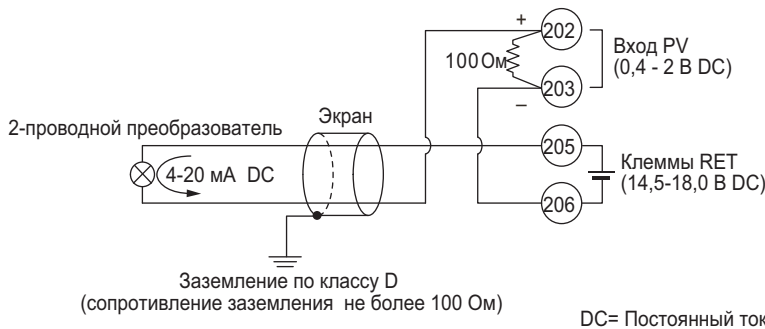 +
202
100 Ом
Вход PV
(0,4 - 2 В DC)
203
–
Экран
2-проводной преобразователь
205
4-20 мА DC
Клеммы RET
(14,5-18,0 В DC)
206
Заземление по классу D
(сопротивление заземления не более 100 Ом)
DC= Постоянный ток